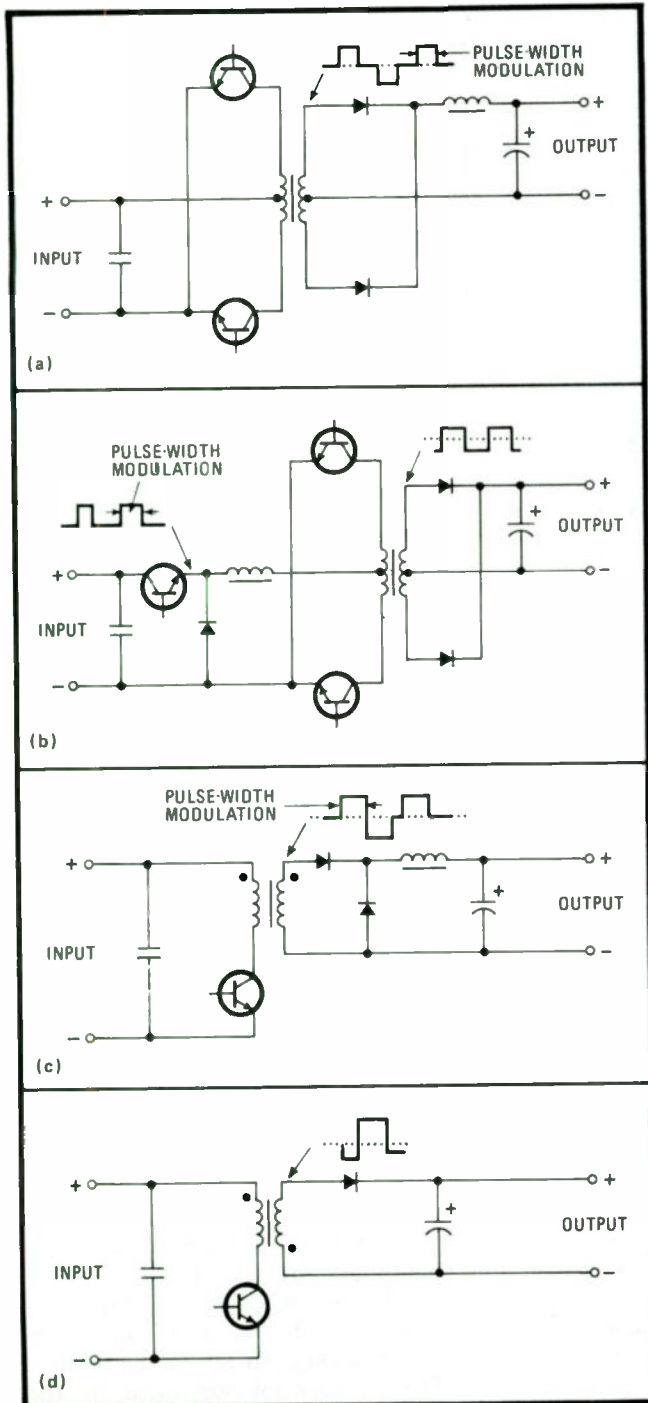 PULSE-WIDTH
MODULATION
+
+
OUTPUT
+
-
INPUT
-
(a)
PULSE-WIDTH
MODULATION
+
+
OUTPUT
+
-
INPUT
-
(b)
PULSE-WIDTH
MODULATION
+
+
+
OUTPUT
INPUT
-
-
(c)
+
+
+
OUTPUT
INPUT
-
-
(d)